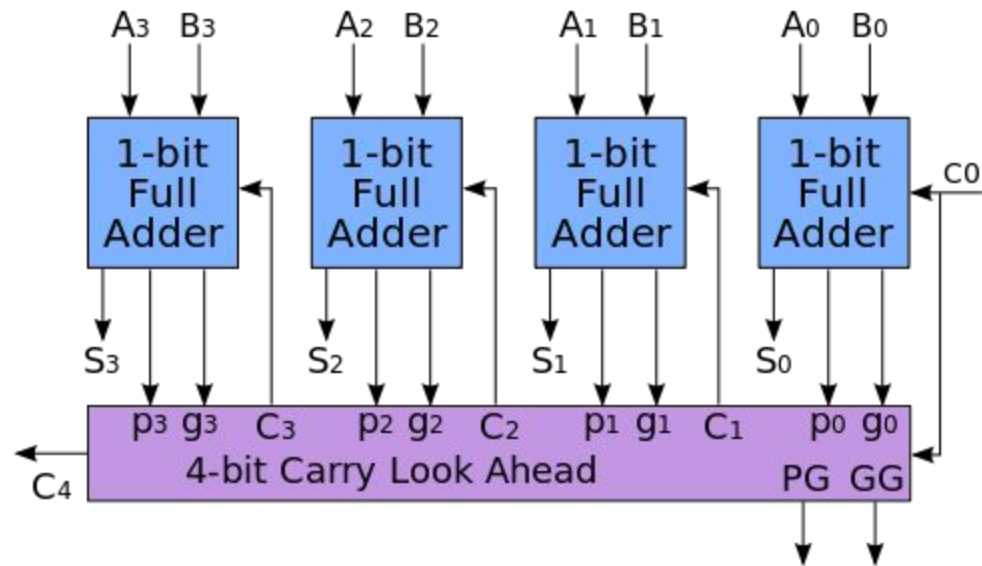 A3 B3 A2 B2 A1 B1 A0 B0
1-bit Full Adder
1-bit Full Adder
1-bit Full Adder
1-bit Full Adder
C0
S3 S2 S1 S0
p3 g3 C3 p2 g2 C2 p1 g1 C1 p0 g0
4-bit Carry Look Ahead PG GG
C4